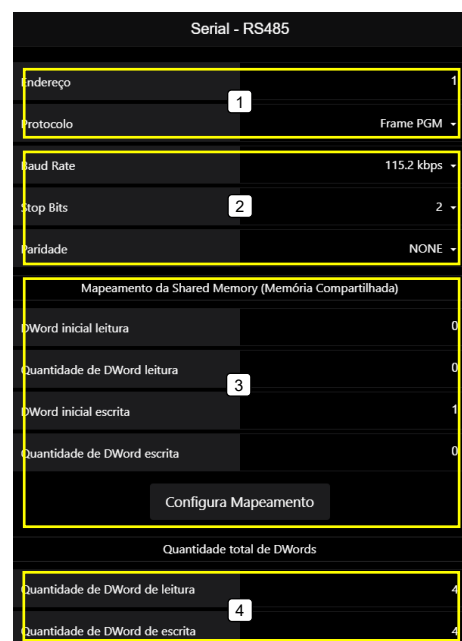 Serial - RS485
Endereço 1
1
Protocolo Frame PGM
Baud Rate 115.2 kbps
Stop Bits 2 2
Paridade NONE
Mapeamento da Shared Memory (Memória Compartilhada)
DWord inicial leitura 0
Quantidade de DWord leitura 0
3
DWord inicial escrita 1
Quantidade de DWord escrita 0
Configura Mapeamento
Quantidade total de DWords
Quantidade de DWord de leitura 4
4
Quantidade de DWord de escrita 4